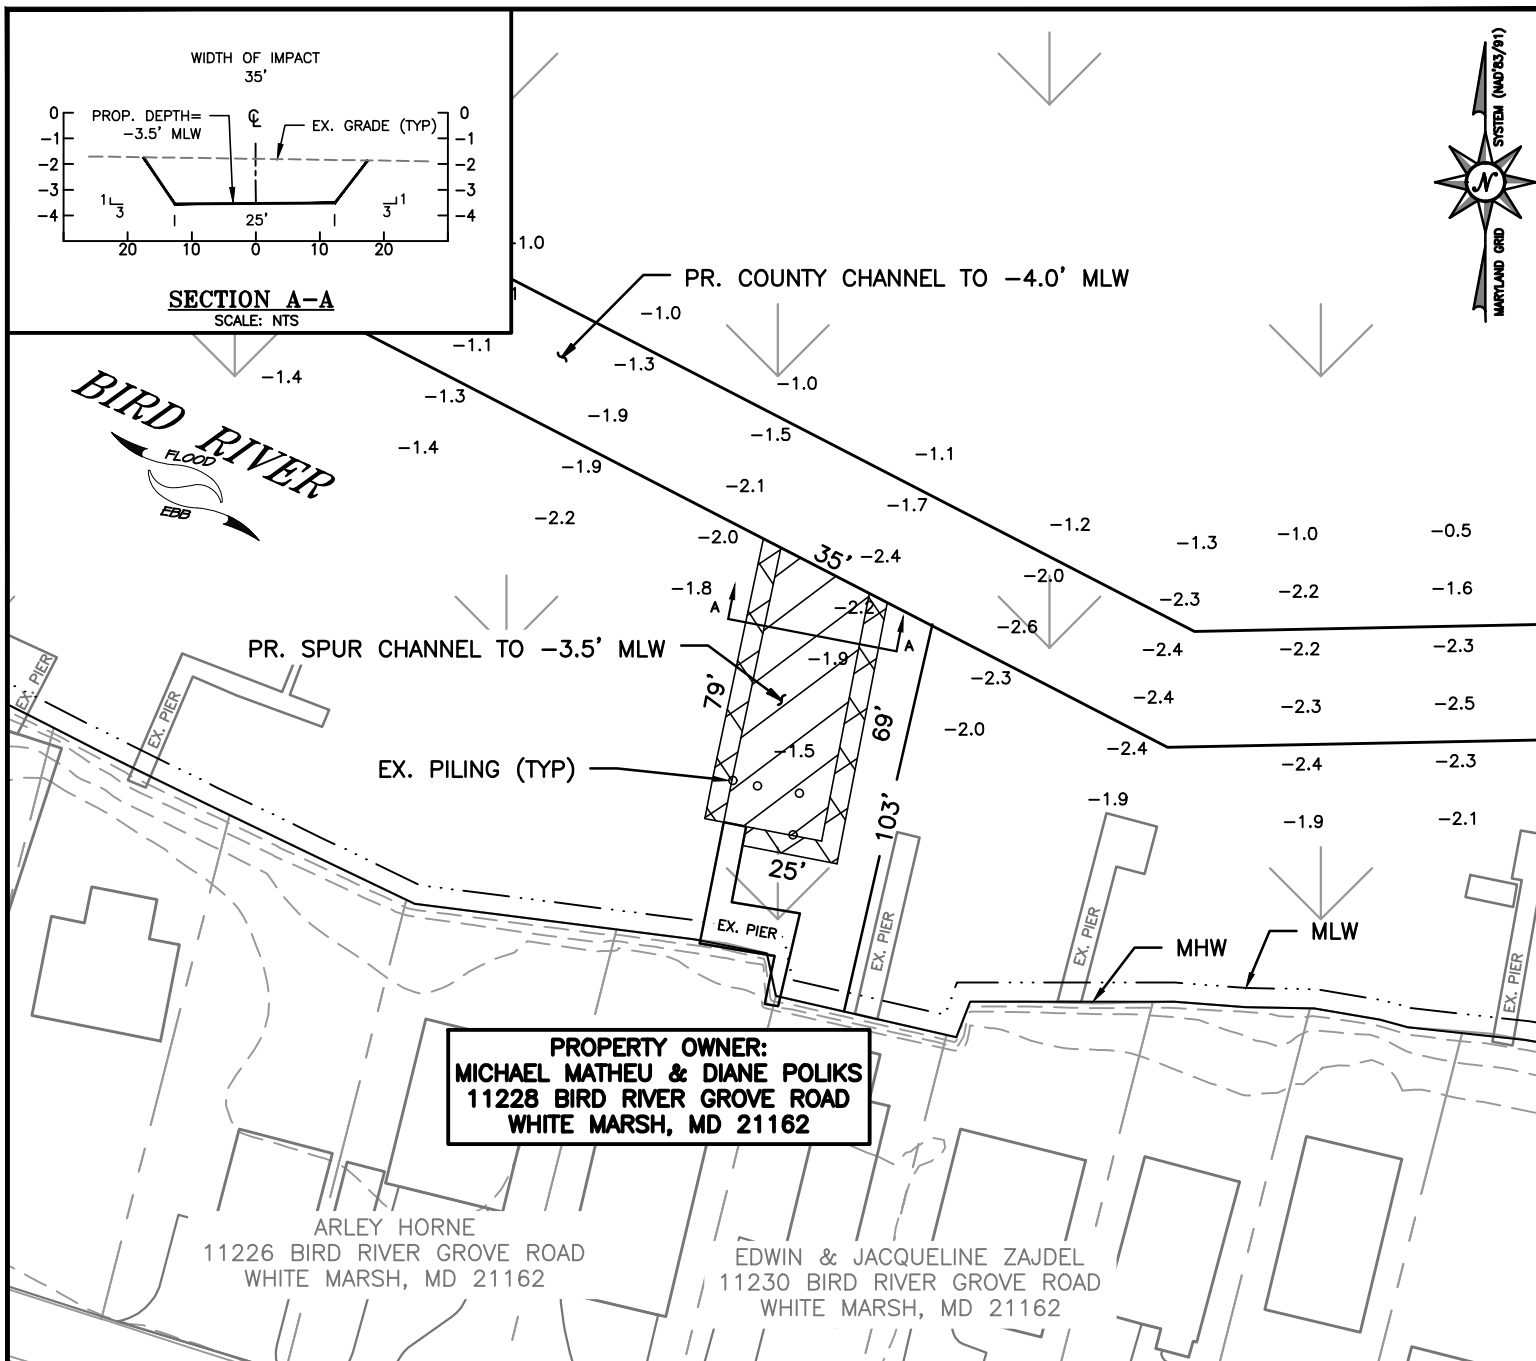 WIDTH OF IMPACT
35'
PROP. DEPTH=
-3.5' MLW
℄
EX. GRADE (TYP)
0
-1
-2
-3
-4
0
-1
-2
-3
-4
1
3
25'
3
1
20
10
0
10
20
SECTION A-A
SCALE: NTS
SYSTEM (NAD'83/91)
N
MARYLAND GRID
BIRD RIVER
FLOOD
EBB
PR. COUNTY CHANNEL TO -4.0' MLW
-1.0
-1.0
-1.1
-1.3
-1.0
-1.4
-1.3
-1.9
-1.5
-1.1
-1.4
-1.9
-2.1
-1.7
-1.2
-2.2
-2.0
-2.4
-2.0
-1.3
-1.0
-0.5
35'
-1.8
-2.2
-2.6
-2.3
-2.2
-1.6
A
A
PR. SPUR CHANNEL TO -3.5' MLW
-1.9
-2.3
-2.4
-2.2
-2.3
79'
69'
-2.4
-2.3
-2.5
-1.5
-2.0
-2.4
-2.4
-2.3
EX. PILING (TYP)
103'
-1.9
-1.9
-2.1
25'
EX. PIER
EX. PIER
EX. PIER
EX. PIER
EX. PIER
EX. PIER
MHW
MLW
PROPERTY OWNER:
MICHAEL MATHEU & DIANE POLIKS
11228 BIRD RIVER GROVE ROAD
WHITE MARSH, MD 21162
ARLEY HORNE
11226 BIRD RIVER GROVE ROAD
WHITE MARSH, MD 21162
EDWIN & JACQUELINE ZAJDEL
11230 BIRD RIVER GROVE ROAD
WHITE MARSH, MD 21162